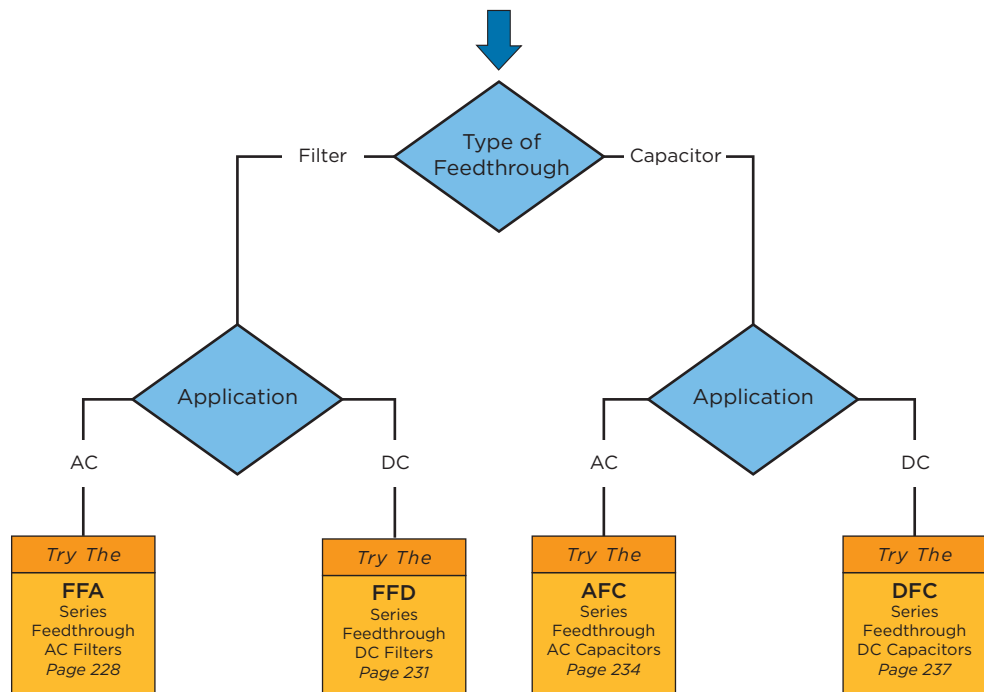 Type of
Feedthrough
Filter
Capacitor
Application
Application
AC
DC
AC
DC
Try The
FFA
Series
Feedthrough
AC Filters
Page 228
Try The
FFD
Series
Feedthrough
DC Filters
Page 231
Try The
AFC
Series
Feedthrough
AC Capacitors
Page 234
Try The
DFC
Series
Feedthrough
DC Capacitors
Page 237